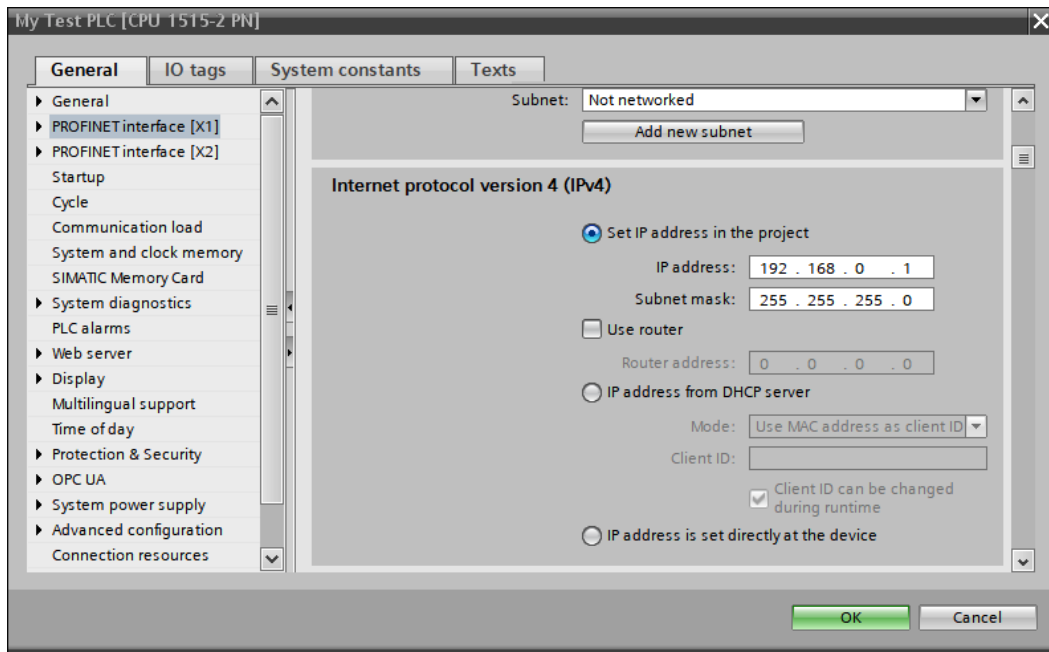 My Test PLC [CPU 1515-2 PN]
General IO tags System constants Texts
General
PROFINET interface [X1]
PROFINET interface [X2]
Startup
Cycle
Communication load
System and clock memory
SIMATIC Memory Card
System diagnostics
PLC alarms
Web server
Display
Multilingual support
Time of day
Protection & Security
OPC UA
System power supply
Advanced configuration
Connection resources
Subnet: Not networked
Add new subnet
Internet protocol version 4 (IPv4)
Set IP address in the project
IP address: 192 . 168 . 0 . 1
Subnet mask: 255 . 255 . 255 . 0
Use router
Router address: 0 . 0 . 0 . 0
IP address from DHCP server
Mode: Use MAC address as client ID
Client ID:
Client ID can be changed
during runtime
IP address is set directly at the device
OK Cancel